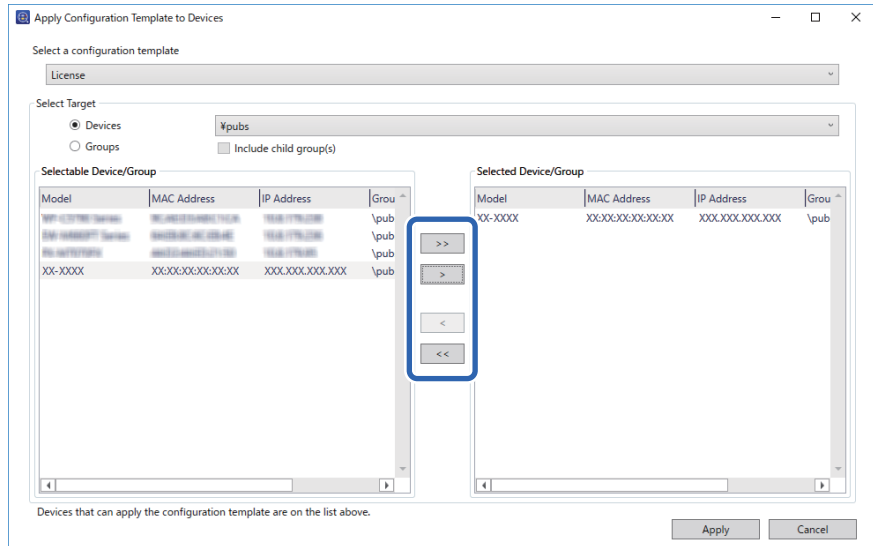 Apply Configuration Template to Devices
Select a configuration template
License
Select Target
Devices
¥pubs
Groups
Include child group(s)
Selectable Device/Group
Selected Device/Group
Model MAC Address IP Address Grou
Model MAC Address IP Address Grou
\pub
XX-XXXX XX:XX:XX:XX:XX:XX XXX.XXX.XXX.XXX \pub
\pub
\pub
XX-XXXX XX:XX:XX:XX:XX:XX XXX.XXX.XXX.XXX \pub
>>
>
<
<<
Devices that can apply the configuration template are on the list above.
Apply Cancel